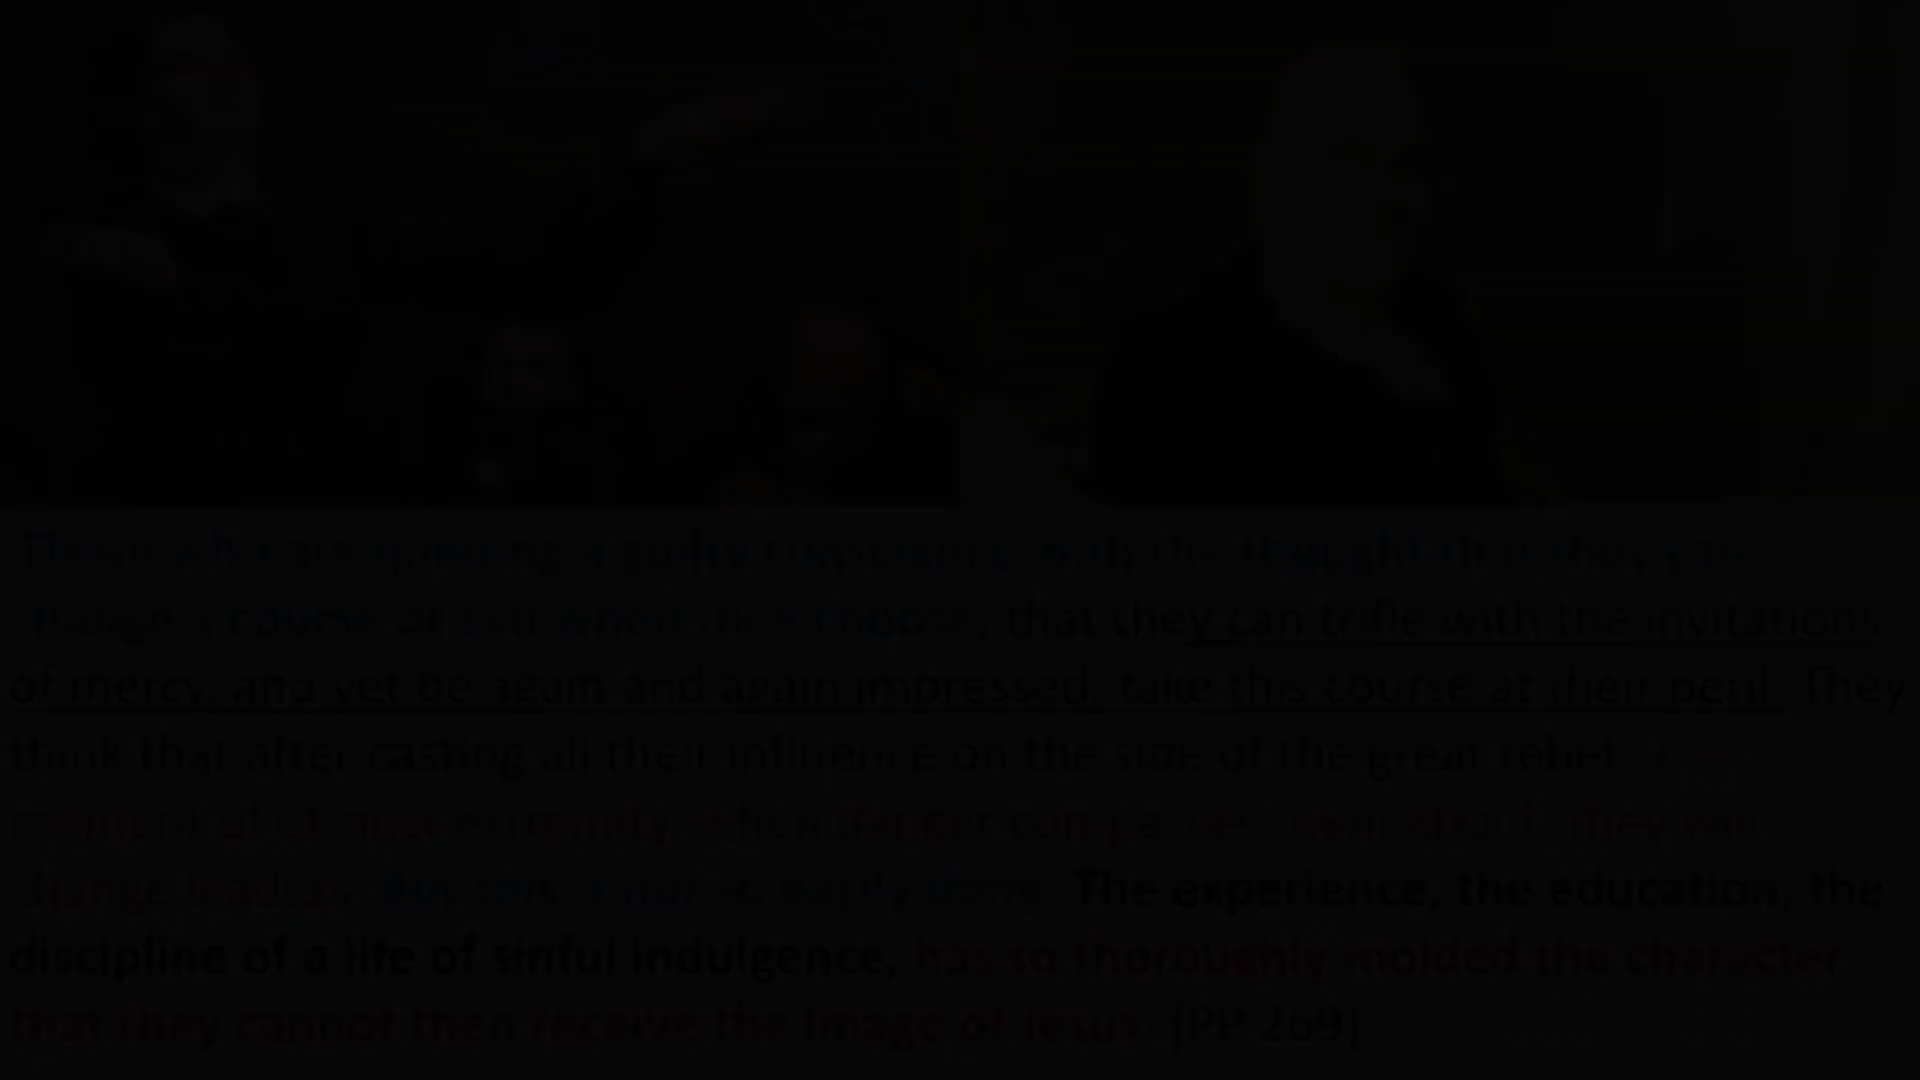 Those who are quieting a guilty conscience with the thought that they can
change a course of evil when they choose, that they can trifle with the invitations
of mercy, and yet be again and again impressed, take this course at their peril. They
think that after casting all their influence on the side of the great rebel, in a
moment of utmost extremity, when danger compasses them about, they will
change leaders. But this is not so easily done. The experience, the education, the
discipline of a life of sinful indulgence, has so thoroughly molded the character
that they cannot then receive the image of Jesus. [PP 269]